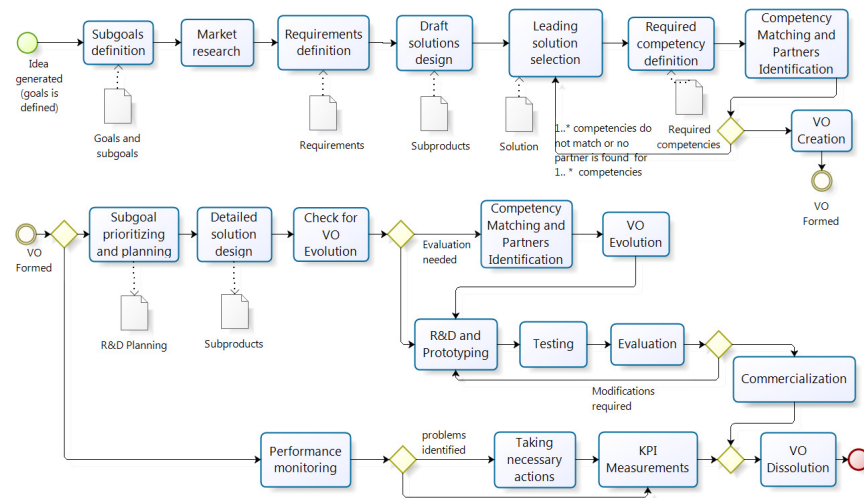 Subgoals
definition
Market
research
Requirements
definition
Draft
solutions
design
Leading
solution
selection
Required
competency
definition
Competency
Matching and
Partners
Identification
Idea
generated
(goals is
defined)
Goals and
subgoals
Requirements
Subproducts
Solution
1..* competencies do
not match or no
partner is found for
1.. * competencies
Required
competencies
VO
Creation
VO
Formed
VO
Formed
Subgoal
prioritizing
and planning
Detailed
solution
design
Check for
VO
Evolution
Evaluation
needed
Competency
Matching and
Partners
Identification
VO
Evolution
R&D Planning
Subproducts
R&D and
Prototyping
Testing
Evaluation
Modifications
required
Commercialization
Performance
monitoring
problems
identified
Taking
necessary
actions
KPI
Measurements
VO
Dissolution